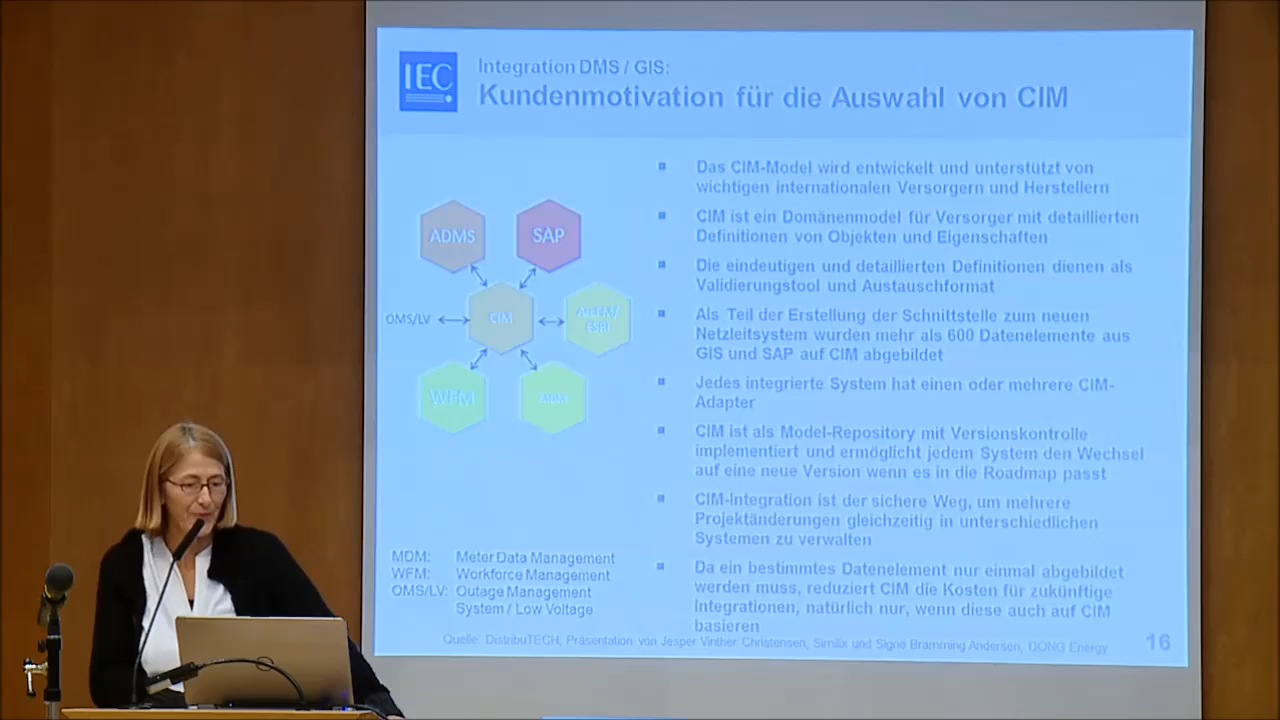 IEC
Integration DMS / GIS:
Kundenmotivation für die Auswahl von CIM
ADMS
SAP
OMS/LV
CIM
ESRI
WFM
MDM:	Meter Data Management
WFM:	Workforce Management
OMS/LV:	Outage Management
System / Low Voltage
Das CIM-Model wird entwickelt und unterstützt von
wichtigen internationalen Versorgern und Herstellern
CIM ist ein Domänenmodel für Versorger mit detaillierten
Definitionen von Objekten und Eigenschaften
Die eindeutigen und detaillierten Definitionen dienen als
Validierungstool und Austauschformat
Als Teil der Erstellung der Schnittstelle zum neuen
Netzleitsystem wurden mehr als 600 Datenelemente aus
GIS und SAP auf CIM abgebildet
Jedes integrierte System hat einen oder mehrere CIM-
Adapter
CIM ist als Model-Repository mit Versionskontrolle
implementiert und ermöglicht jedem System den Wechsel
auf eine neue Version wenn es in die Roadmap passt
CIM-Integration ist der sichere Weg, um mehrere
Projektänderungen gleichzeitig in unterschiedlichen
Systemen zu verwalten
Da ein bestimmtes Datenelement nur einmal abgebildet
werden muss, reduziert CIM die Kosten für zukünftige
Integrationen, natürlich nur, wenn diese auch auf CIM
basieren
Quelle: DistribuTECH, Präsentation von Jesper Vinther Christensen, Similix und Signe Bramming Andersen, DONG Energy
16